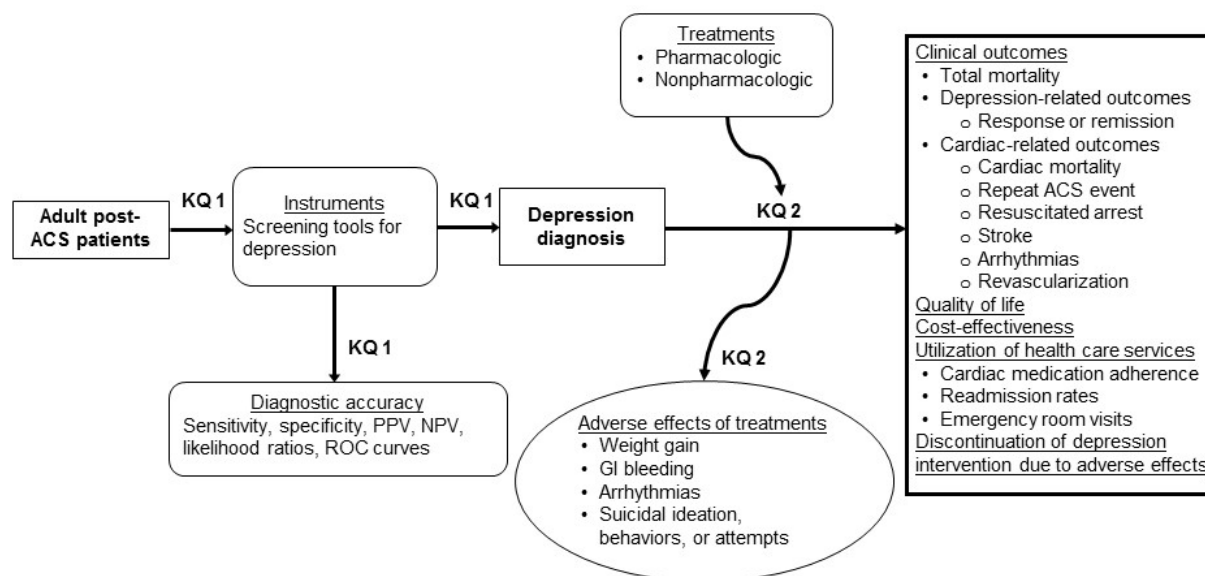 Treatments
• Pharmacologic
• Nonpharmacologic
KQ 1
KQ 1
KQ 2
Adult post-
ACS patients
Instruments
Screening tools for
depression
Depression
diagnosis
KQ 1
KQ 2
Diagnostic accuracy
Sensitivity, specificity, PPV, NPV,
likelihood ratios, ROC curves
Adverse effects of treatments
• Weight gain
• GI bleeding
• Arrhythmias
• Suicidal ideation,
behaviors, or attempts
Clinical outcomes
• Total mortality
• Depression-related outcomes
o Response or remission
• Cardiac-related outcomes
o Cardiac mortality
o Repeat ACS event
o Resuscitated arrest
o Stroke
o Arrhythmias
o Revascularization
Quality of life
Cost-effectiveness
Utilization of health care services
• Cardiac medication adherence
• Readmission rates
• Emergency room visits
Discontinuation of depression
intervention due to adverse effects